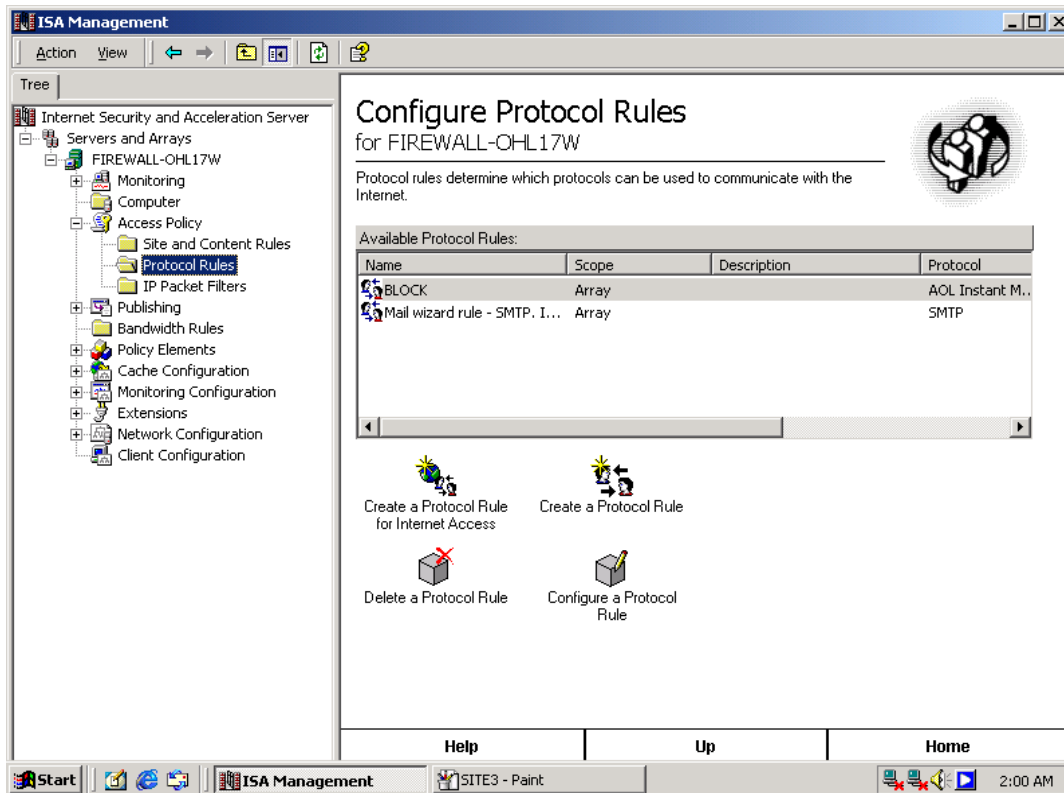 ISA Management
Action View
Tree
Internet Security and Acceleration Server
Servers and Arrays
FIREWALL-OHL17W
Monitoring
Computer
Access Policy
Site and Content Rules
Protocol Rules
IP Packet Filters
Publishing
Bandwidth Rules
Policy Elements
Cache Configuration
Monitoring Configuration
Extensions
Network Configuration
Client Configuration
Configure Protocol Rules
for FIREWALL-OHL17W
Protocol rules determine which protocols can be used to communicate with the
Internet.
Available Protocol Rules:
Name Scope Description Protocol
BLOCK Array AOL Instant M..
Mail wizard rule - SMTP. I... Array SMTP
Create a Protocol Rule
for Internet Access
Create a Protocol Rule
Delete a Protocol Rule
Configure a Protocol
Rule
Help Up Home
Start ISA Management SITE3 - Paint 2:00 AM